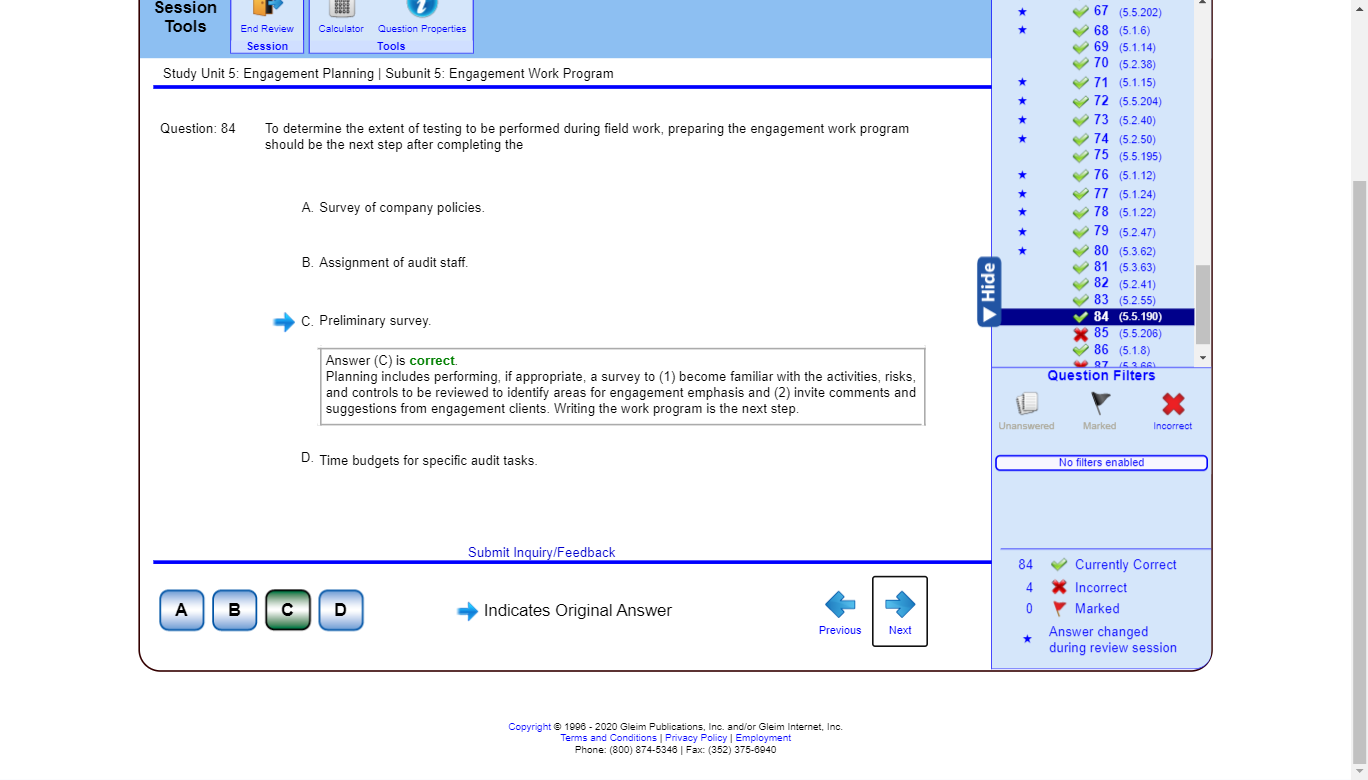 Session
Tools
End Review
Session
Calculator
Question Properties
Tools
Study Unit 5: Engagement Planning | Subunit 5: Engagement Work Program
Question: 84
To determine the extent of testing to be performed during field work, preparing the engagement work program
should be the next step after completing the
A. Survey of company policies.
B. Assignment of audit staff.
C. Preliminary survey.
Answer (C) is correct.
Planning includes performing, if appropriate, a survey to (1) become familiar with the activities, risks,
and controls to be reviewed to identify areas for engagement emphasis and (2) invite comments and
suggestions from engagement clients. Writing the work program is the next step.
D. Time budgets for specific audit tasks.
Submit Inquiry/Feedback
A B C D
Indicates Original Answer
Previous
Next
67 (5.5.202)
68 (5.1.6)
69 (5.1.14)
70 (5.2.38)
71 (5.1.15)
72 (5.5.204)
73 (5.2.40)
74 (5.2.50)
75 (5.5.195)
76 (5.1.12)
77 (5.1.24)
78 (5.1.22)
79 (5.2.47)
80 (5.3.62)
81 (5.3.63)
82 (5.2.41)
83 (5.2.55)
84 (5.5.190)
85 (5.5.206)
86 (5.1.8)
87 (5.3.66)
Hide
Question Filters
Unanswered
Marked
Incorrect
No filters enabled
84 Currently Correct
4 Incorrect
0 Marked
Answer changed
during review session
Copyright © 1996 - 2020 Gleim Publications, Inc. and/or Gleim Internet, Inc.
Terms and Conditions | Privacy Policy | Employment
Phone: (800) 874-5346 | Fax: (352) 375-6940